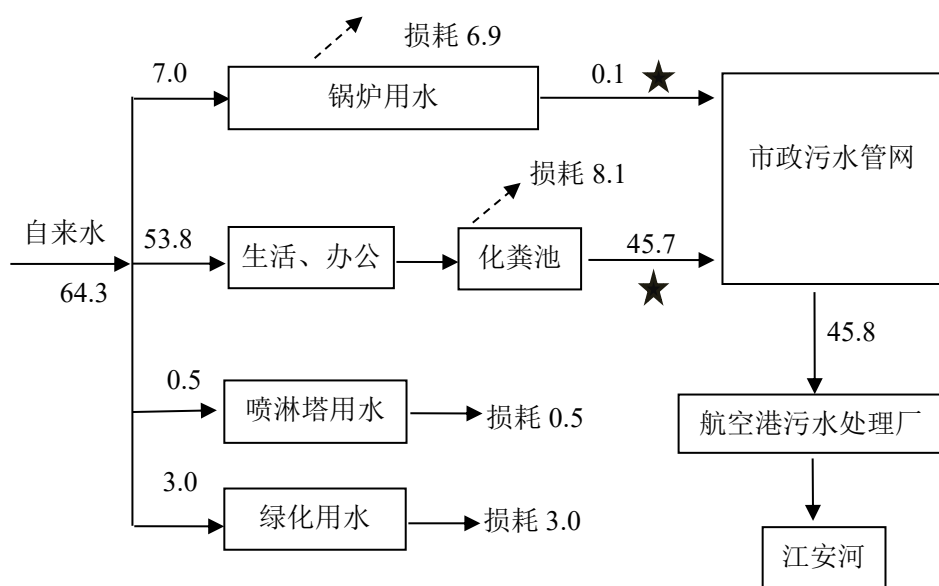 损耗 6.9
7.0
锅炉用水
0.1
市政污水管网
损耗 8.1
自来水
64.3
53.8
生活、办公
化粪池
45.7
45.8
0.5
喷淋塔用水
损耗 0.5
航空港污水处理厂
3.0
绿化用水
损耗 3.0
江安河